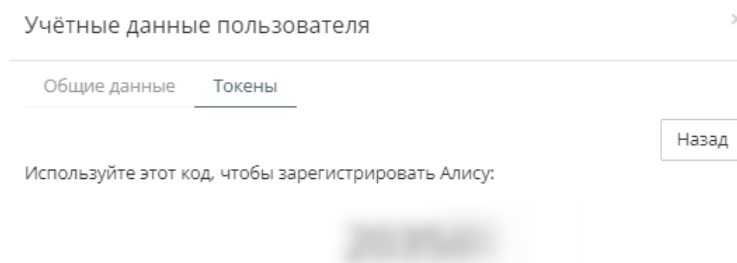 Учётные данные пользователя
Общие данные Токены
Назад
Используйте этот код, чтобы зарегистрировать Алису: